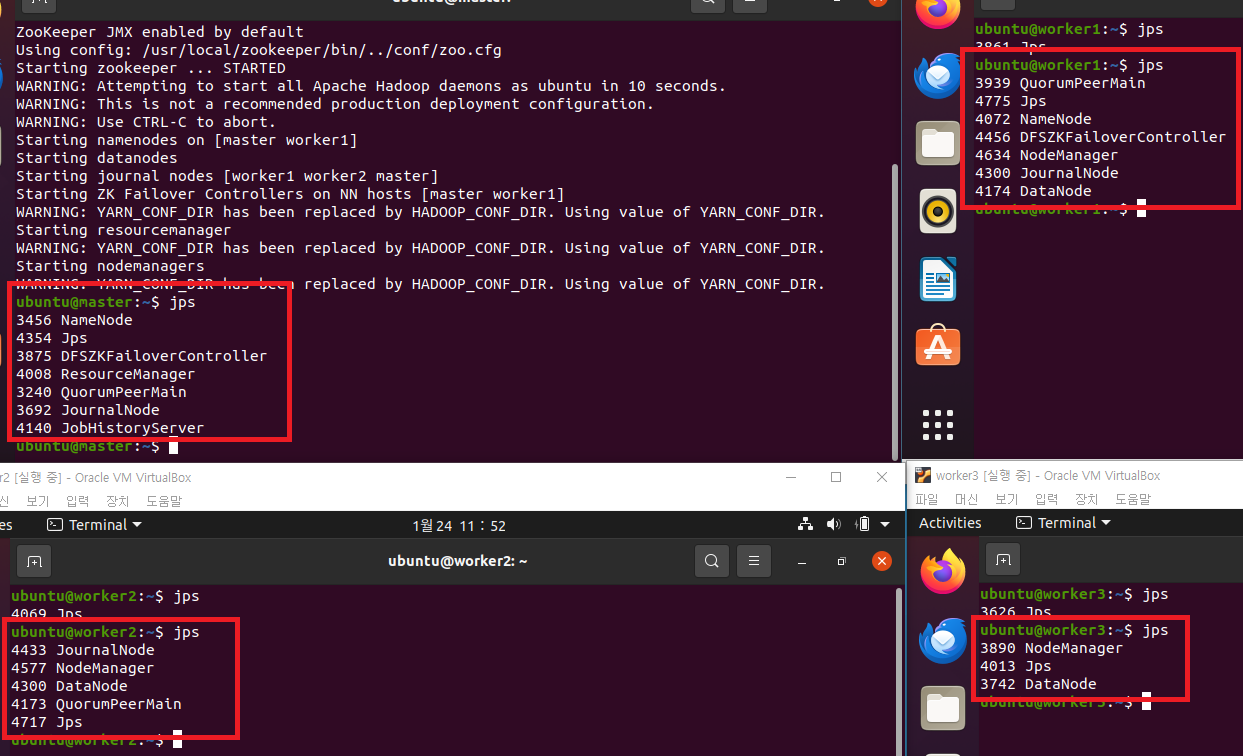 ubuntu@master:
ZooKeeper JMX enabled by default
Using config: /usr/local/zookeeper/bin/../conf/zoo.cfg
Starting zookeeper ... STARTED
WARNING: Attempting to start all Apache Hadoop daemons as ubuntu in 10 seconds.
WARNING: This is not a recommended production deployment configuration.
WARNING: Use CTRL-C to abort.
Starting namenodes on [master worker1]
Starting datanodes
Starting journal nodes [worker1 worker2 master]
Starting ZK Failover Controllers on NN hosts [master worker1]
WARNING: YARN_CONF_DIR has been replaced by HADOOP_CONF_DIR. Using value of YARN_CONF_DIR.
Starting resourcemanager
WARNING: YARN_CONF_DIR has been replaced by HADOOP_CONF_DIR. Using value of YARN_CONF_DIR.
Starting nodemanagers
WARNING: YARN_CONF_DIR has been replaced by HADOOP_CONF_DIR. Using value of YARN_CONF_DIR.
ubuntu@master:~$ jps
3456 NameNode
4354 Jps
3875 DFSZKFailoverController
4008 ResourceManager
3240 QuorumPeerMain
3692 JournalNode
4140 JobHistoryServer
ubuntu@master:~$
ubuntu@worker1:~$ jps
3861 Jps
ubuntu@worker1:~$ jps
3939 QuorumPeerMain
4775 Jps
4072 NameNode
4456 DFSZKFailoverController
4634 NodeManager
4300 JournalNode
4174 DataNode
ubuntu@worker1:~$
r2 [실행 중] - Oracle VM VirtualBox
신 보기 입력 장치 도움말
es Terminal 1월 24 11 : 52
ubuntu@worker2: ~
ubuntu@worker2:~$ jps
4069 Jps
ubuntu@worker2:~$ jps
4433 JournalNode
4577 NodeManager
4300 DataNode
4173 QuorumPeerMain
4717 Jps
ubuntu@worker2:~$
worker3 [실행 중] - Oracle VM VirtualBox
파일 머신 보기 입력 장치 도움말
Activities Terminal
ubuntu@worker3:~$ jps
3626 Jps
ubuntu@worker3:~$ jps
3890 NodeManager
4013 Jps
3742 DataNode
ubuntu@worker3:~$